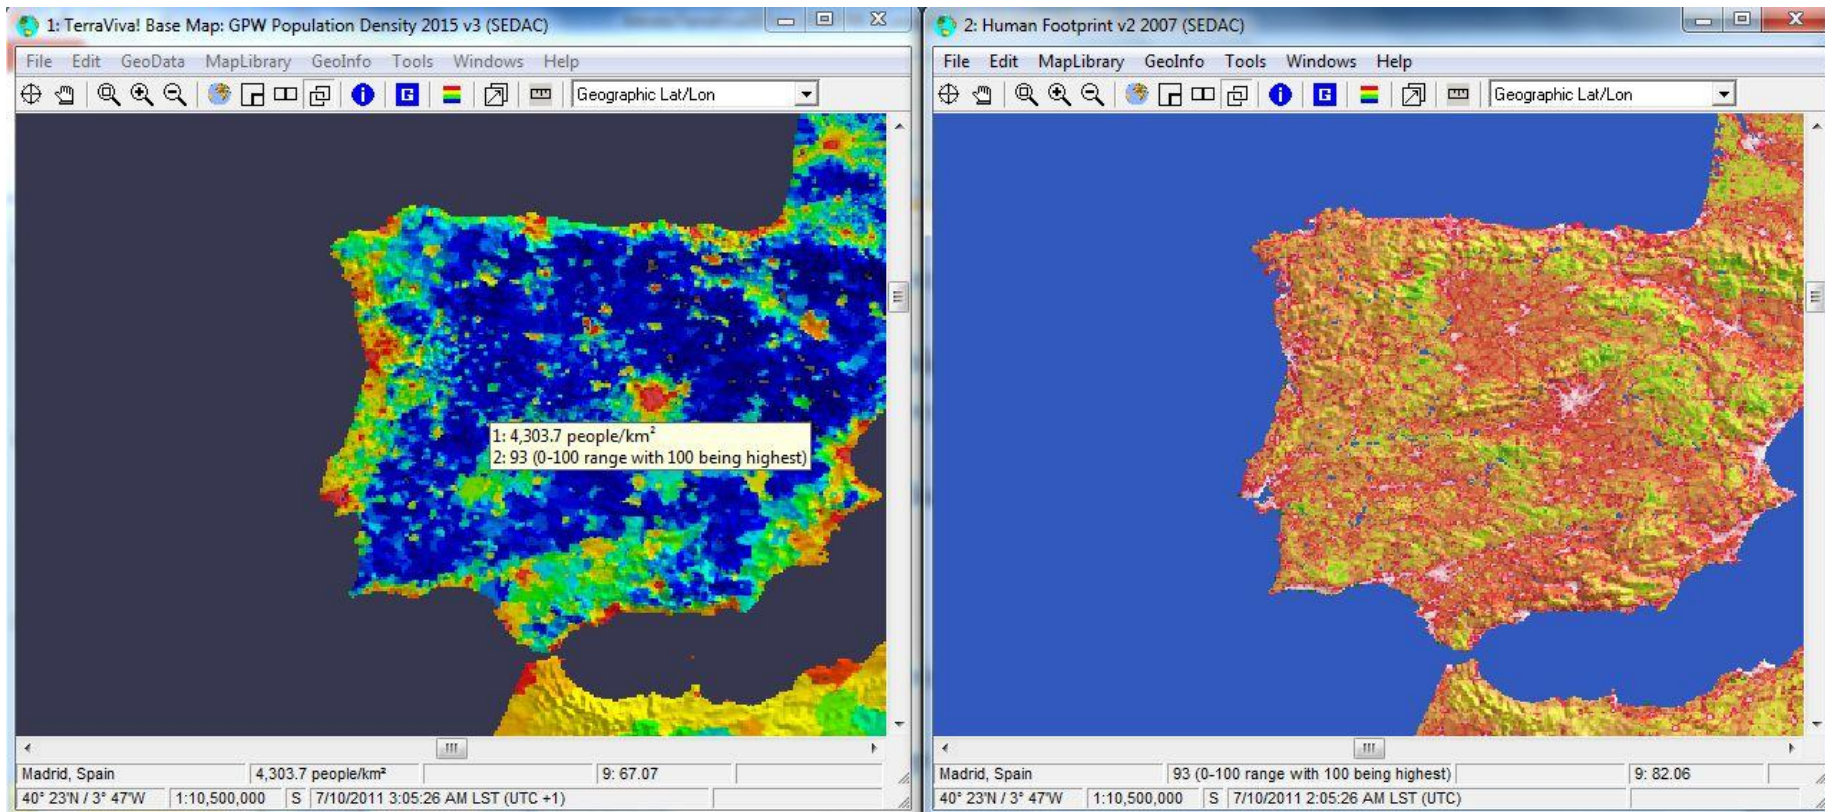 1: TerraViva! Base Map: GPW Population Density 2015 v3 (SEDAC)
File Edit GeoData MapLibrary GeoInfo Tools Windows Help
i G Geographic Lat/Lon
1: 4,303.7 people/km²
2: 93 (0-100 range with 100 being highest)
Madrid, Spain 4,303.7 people/km² 9: 67.07
40° 23'N / 3° 47'W 1:10,500,000 S 7/10/2011 3:05:26 AM LST (UTC +1)
2: Human Footprint v2 2007 (SEDAC)
File Edit MapLibrary GeoInfo Tools Windows Help
i G Geographic Lat/Lon
Madrid, Spain 93 (0-100 range with 100 being highest) 9: 82.06
40° 23'N / 3° 47'W 1:10,500,000 S 7/10/2011 2:05:26 AM LST (UTC)